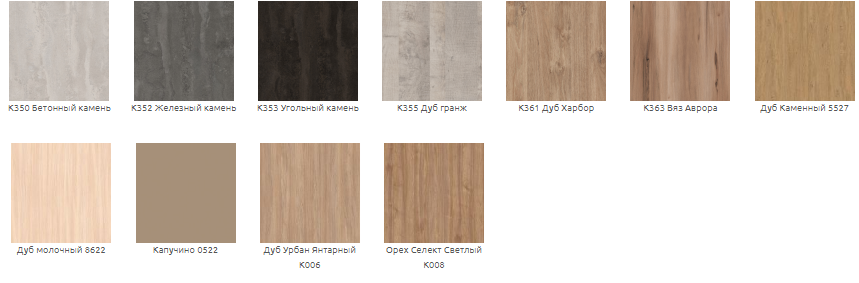 К350 Бетонный камень
К352 Железный камень
К353 Угольный камень
К355 Дуб гранж
К361 Дуб Харбор
К363 Вяз Аврора
Дуб Каменный 5527
Дуб молочный 8622
Капучино 0522
Дуб Урбан Янтарный
К006
Орех Селект Светлый
К008